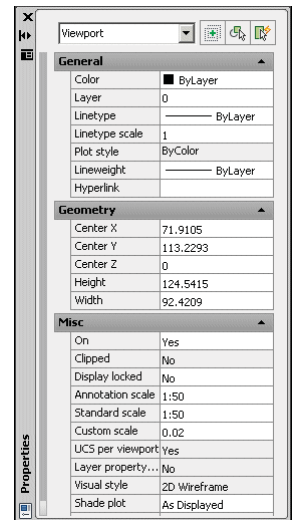 Viewport
General
Color ByLayer
Layer 0
Linetype ByLayer
Linetype scale 1
Plot style ByColor
Lineweight ByLayer
Hyperlink
Geometry
Center X 71.9105
Center Y 113.2293
Center Z 0
Height 124.5415
Width 92.4209
Misc
On Yes
Clipped No
Display locked No
Annotation scale 1:50
Standard scale 1:50
Custom scale 0.02
UCS per viewport Yes
Layer property... No
Visual style 2D Wireframe
Shade plot As Displayed
Properties